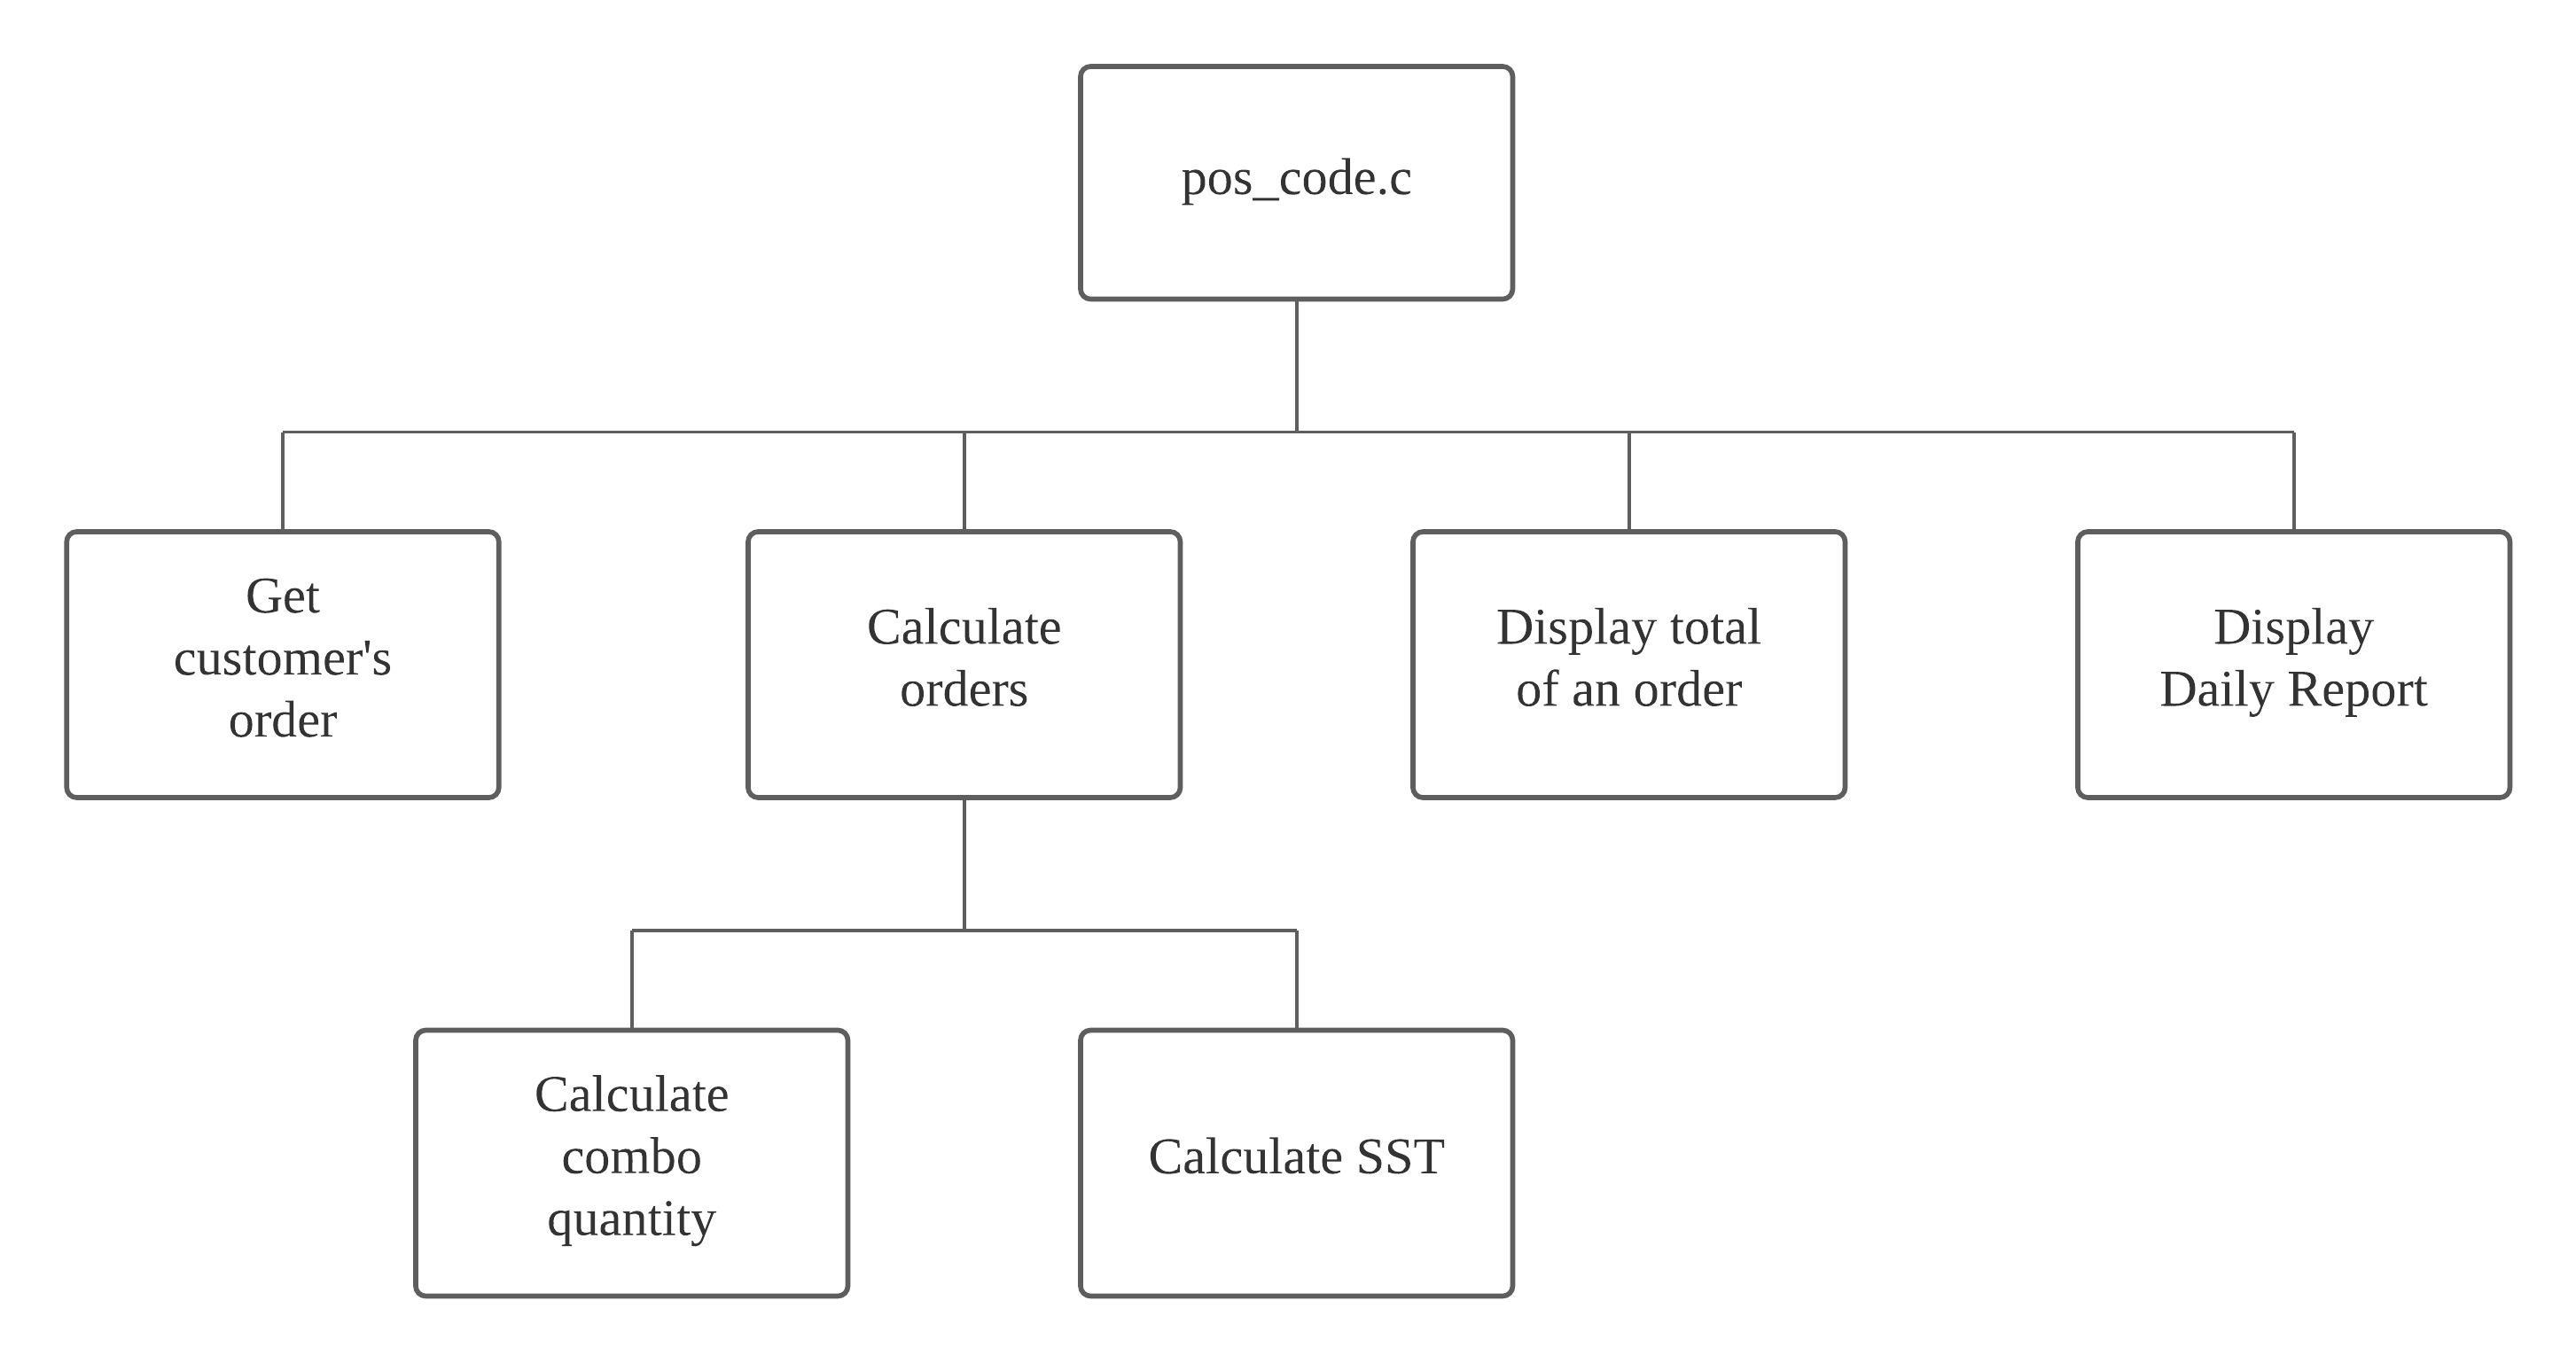 pos_code.c
Get
customer's
order
Calculate
orders
Display total
of an order
Display
Daily Report
Calculate
combo
quantity
Calculate SST